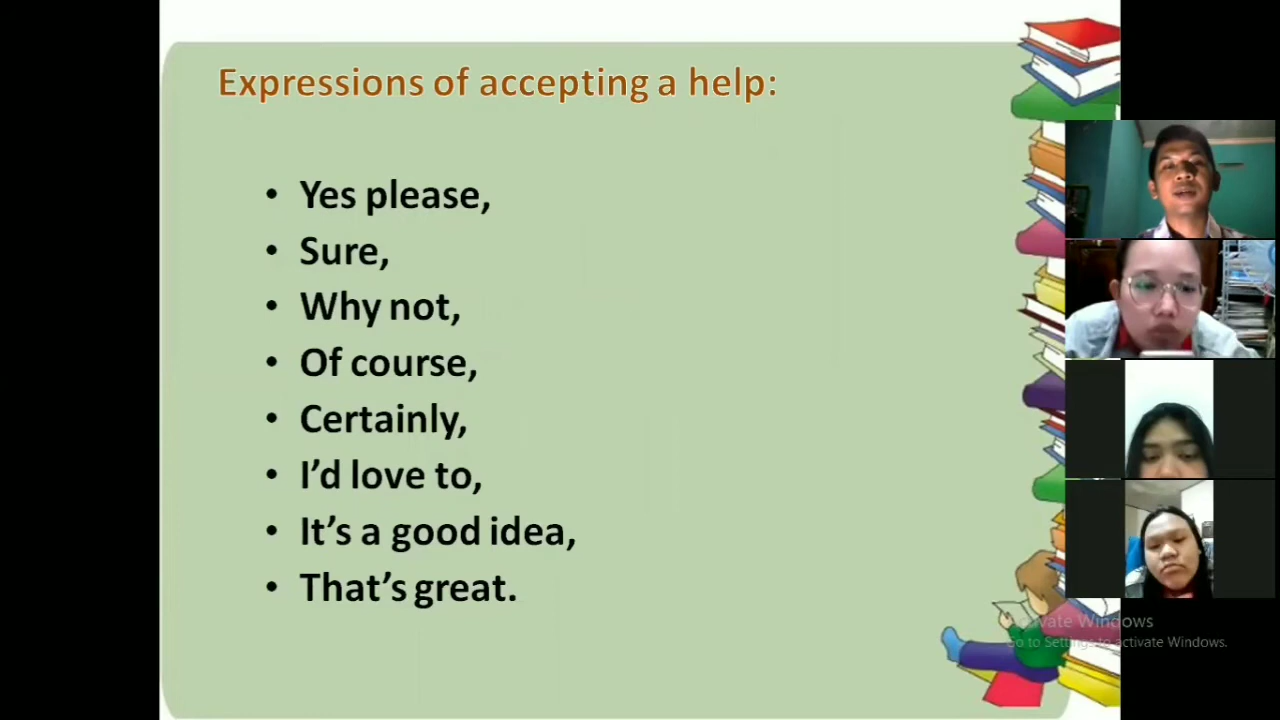 Expressions of accepting a help:
• Yes please,
• Sure,
• Why not,
• Of course,
• Certainly,
• I’d love to,
• It’s a good idea,
• That’s great.
Activate Windows
Go to Settings to activate Windows.